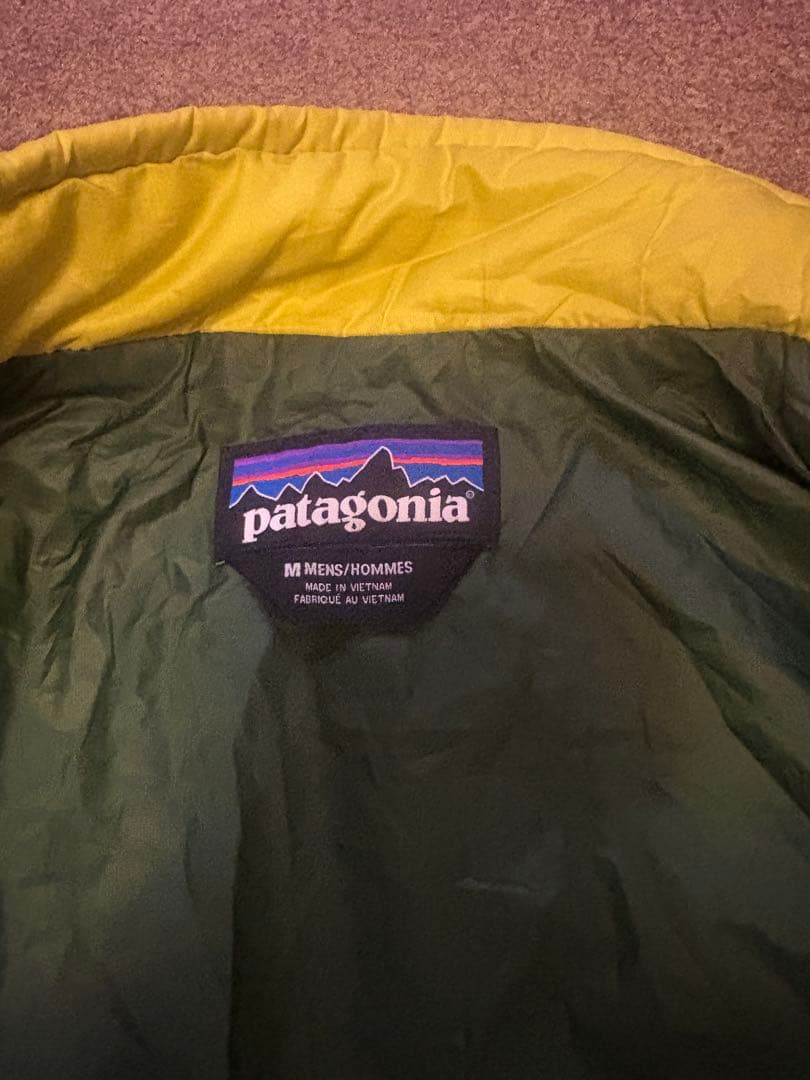 patagonia®
M MENS/HOMMES
MADE IN VIETNAM
FABRIQUÉ AU VIETNAM